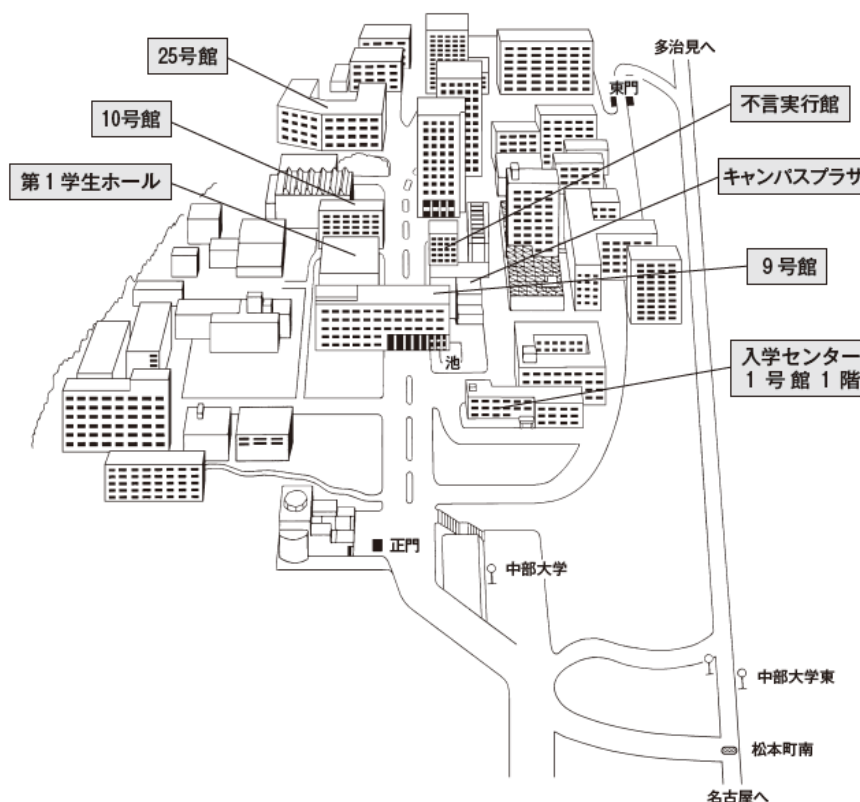 多治見へ
25号館
東門
不言実行館
10号館
第1学生ホール
キャンパスプラザ
9号館
池
入学センター
1号館1階
正門
中部大学
中部大学東
松本町南
名古屋へ